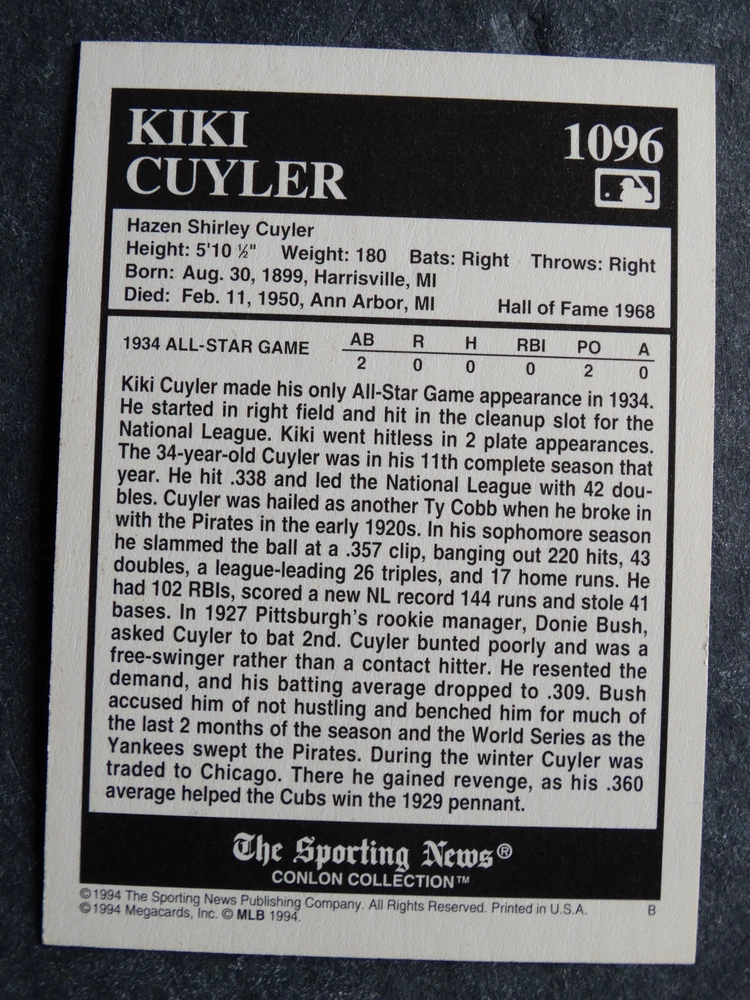 KIKI
CUYLER
1096
Hazen Shirley Cuyler
Height: 5'10 ½" Weight: 180 Bats: Right Throws: Right
Born: Aug. 30, 1899, Harrisville, MI
Died: Feb. 11, 1950, Ann Arbor, MI Hall of Fame 1968
1934 ALL-STAR GAME AB R H RBI PO A
2 0 0 0 2 0
Kiki Cuyler made his only All-Star Game appearance in 1934.
He started in right field and hit in the cleanup slot for the
National League. Kiki went hitless in 2 plate appearances.
The 34-year-old Cuyler was in his 11th complete season that
year. He hit .338 and led the National League with 42 dou-
bles. Cuyler was hailed as another Ty Cobb when he broke in
with the Pirates in the early 1920s. In his sophomore season
he slammed the ball at a .357 clip, banging out 220 hits, 43
doubles, a league-leading 26 triples, and 17 home runs. He
had 102 RBIs, scored a new NL record 144 runs and stole 41
bases. In 1927 Pittsburgh's rookie manager, Donie Bush,
asked Cuyler to bat 2nd. Cuyler bunted poorly and was a
free-swinger rather than a contact hitter. He resented the
demand, and his batting average dropped to .309. Bush
accused him of not hustling and benched him for much of
the last 2 months of the season and the World Series as the
Yankees swept the Pirates. During the winter Cuyler was
traded to Chicago. There he gained revenge, as his .360
average helped the Cubs win the 1929 pennant.
The Sporting News®
CONLON COLLECTION™
©1994 The Sporting News Publishing Company. All Rights Reserved. Printed in U.S.A. B
©1994 Megacards, Inc. © MLB 1994.